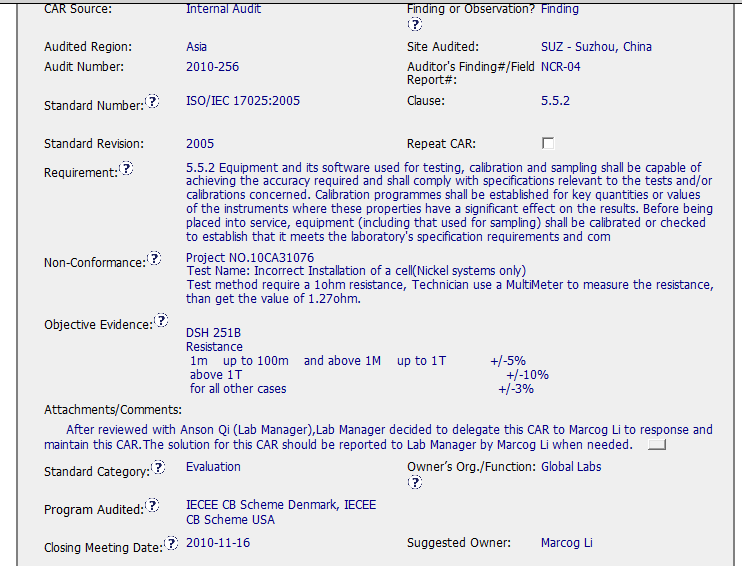 CAR Source: Internal Audit Finding or Observation? Finding
Audited Region: Asia Site Audited: SUZ - Suzhou, China
Audit Number: 2010-256 Auditor's Finding#/Field Report#: NCR-04
Standard Number: ISO/IEC 17025:2005 Clause: 5.5.2
Standard Revision: 2005 Repeat CAR:
Requirement: 5.5.2 Equipment and its software used for testing, calibration and sampling shall be capable of
achieving the accuracy required and shall comply with specifications relevant to the tests and/or
calibrations concerned. Calibration programmes shall be established for key quantities or values
of the instruments where these properties have a significant effect on the results. Before being
placed into service, equipment (including that used for sampling) shall be calibrated or checked
to establish that it meets the laboratory's specification requirements and com
Non-Conformance: Project NO.10CA31076
Test Name: Incorrect Installation of a cell(Nickel systems only)
Test method require a 1ohm resistance, Technician use a MultiMeter to measure the resistance,
than get the value of 1.27ohm.
Objective Evidence:
DSH 251B
Resistance
1m up to 100m and above 1M up to 1T +/-5%
above 1T +/-10%
for all other cases +/-3%
Attachments/Comments:
After reviewed with Anson Qi (Lab Manager),Lab Manager decided to delegate this CAR to Marcog Li to response and
maintain this CAR.The solution for this CAR should be reported to Lab Manager by Marcog Li when needed.
Standard Category: Evaluation Owner's Org./Function: Global Labs
Program Audited: IECEE CB Scheme Denmark, IECEE
CB Scheme USA
Closing Meeting Date: 2010-11-16 Suggested Owner: Marcog Li